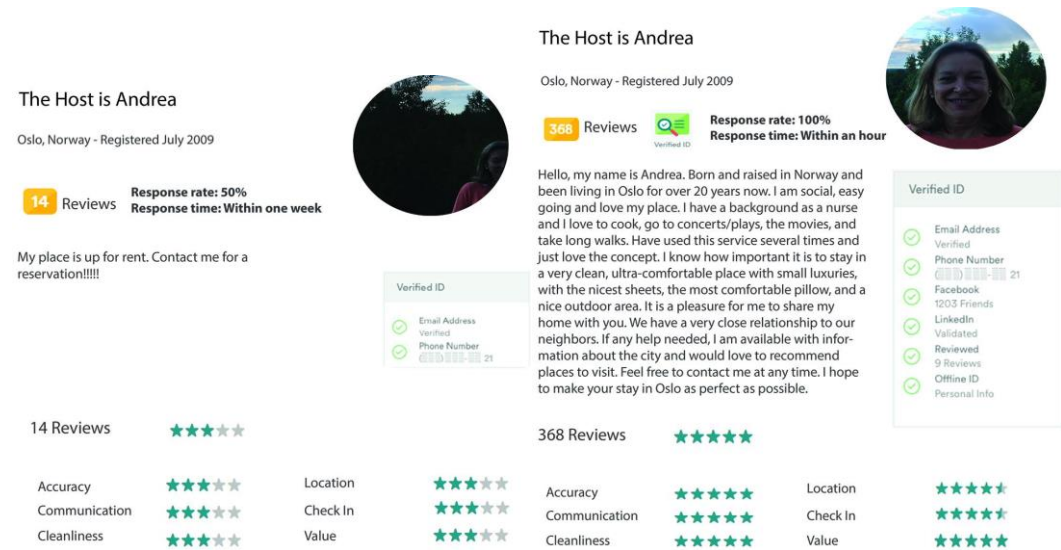 The Host is Andrea
Oslo, Norway - Registered July 2009
14 Reviews
Response rate: 50%
Response time: Within one week
My place is up for rent. Contact me for a
reservation!!!!!
Verified ID
Email Address
Verified
Phone Number
21
14 Reviews
Accuracy
Communication
Cleanliness
Location
Check In
Value
The Host is Andrea
Oslo, Norway - Registered July 2009
368 Reviews
Verified ID
Response rate: 100%
Response time: Within an hour
Hello, my name is Andrea. Born and raised in Norway and
been living in Oslo for over 20 years now. I am social, easy
going and love my place. I have a background as a nurse
and I love to cook, go to concerts/plays, the movies, and
take long walks. Have used this service several times and
just love the concept. I know how important it is to stay in
a very clean, ultra-comfortable place with small luxuries,
with the nicest sheets, the most comfortable pillow, and a
nice outdoor area. It is a pleasure for me to share my
home with you. We have a very close relationship to our
neighbors. If any help needed, I am available with infor-
mation about the city and would love to recommend
places to visit. Feel free to contact me at any time. I hope
to make your stay in Oslo as perfect as possible.
Verified ID
Email Address
Verified
Phone Number
21
Facebook
1203 Friends
LinkedIn
Validated
Reviewed
9 Reviews
Offline ID
Personal Info
368 Reviews
Accuracy
Communication
Cleanliness
Location
Check In
Value